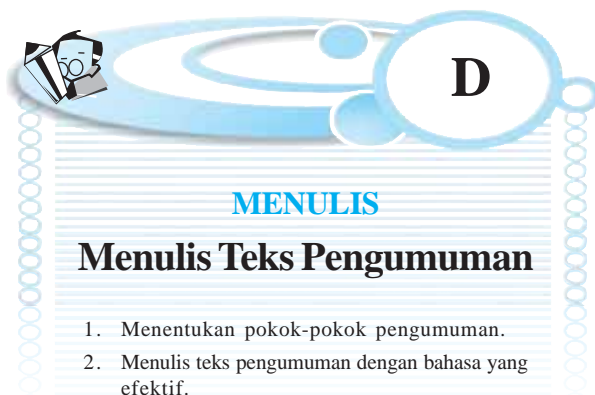 D
MENULIS
Menulis Teks Pengumuman
1. Menentukan pokok-pokok pengumuman.
2. Menulis teks pengumuman dengan bahasa yang
efektif.